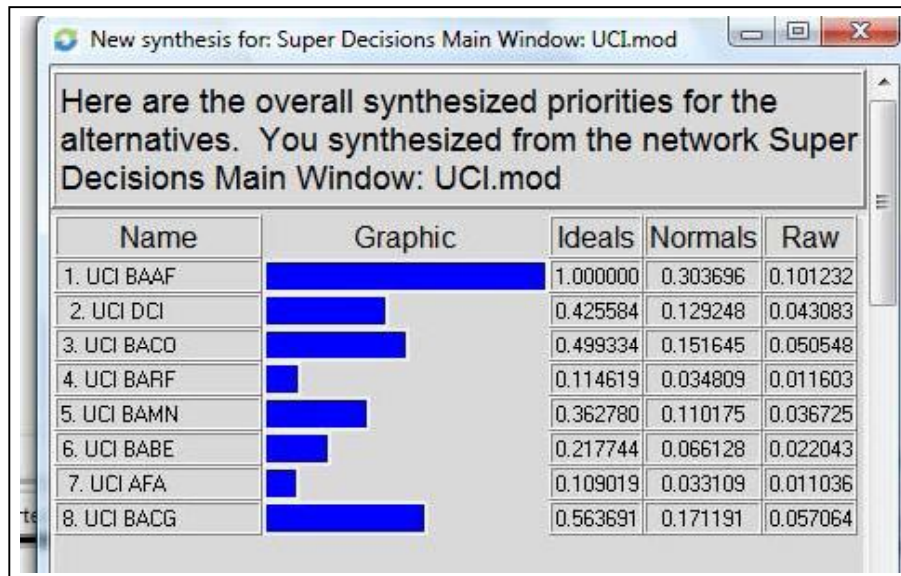 New synthesis for: Super Decisions Main Window: UCI.mod
Here are the overall synthesized priorities for the
alternatives. You synthesized from the network Super
Decisions Main Window: UCI.mod
Name Graphic Ideals Normals Raw
1. UCI BAAF 1.000000 0.303696 0.101232
2. UCI DCI 0.425584 0.129248 0.043083
3. UCI BACO 0.499334 0.151645 0.050548
4. UCI BARF 0.114619 0.034809 0.011603
5. UCI BAMN 0.362780 0.110175 0.036725
6. UCI BABE 0.217744 0.066128 0.022043
7. UCI AFA 0.109019 0.033109 0.011036
8. UCI BACG 0.563691 0.171191 0.057064